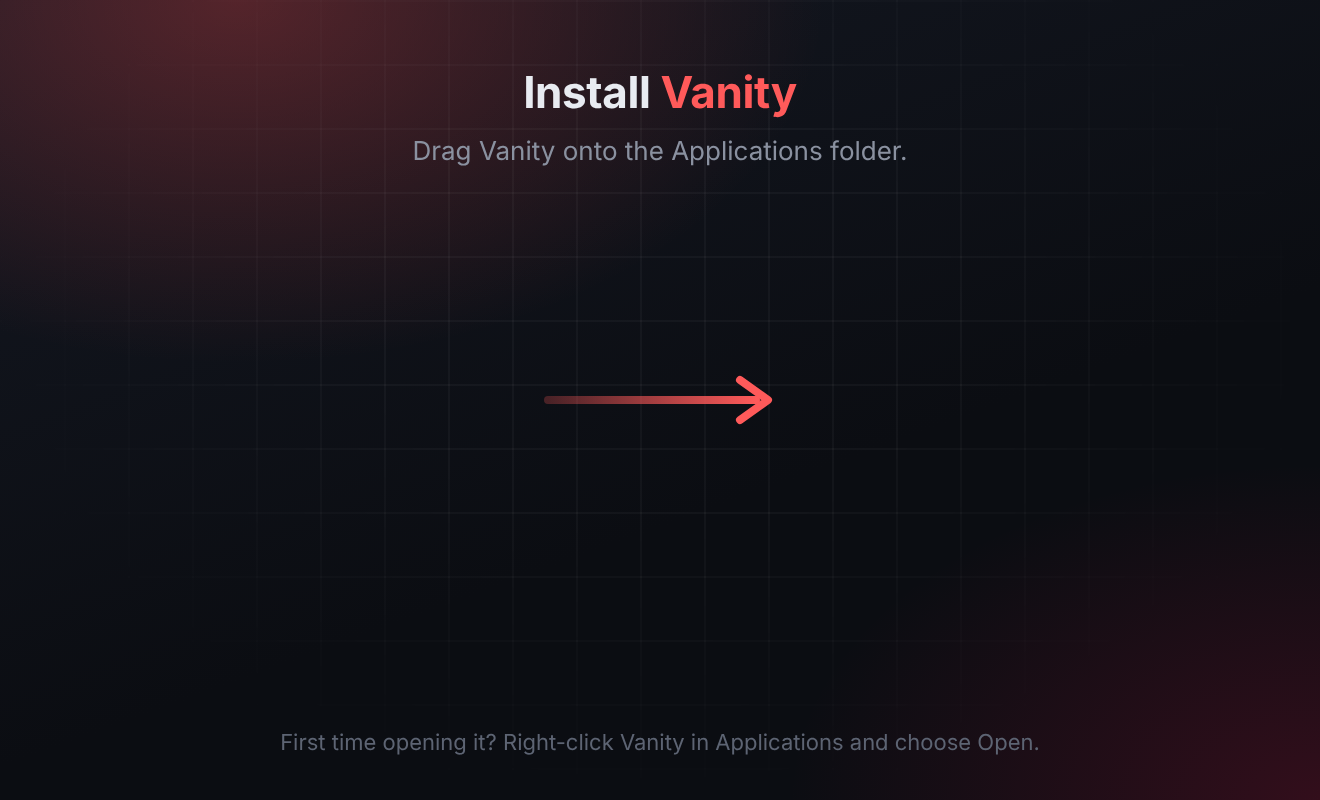 Install Vanity
Drag Vanity onto the Applications folder.
First time opening it? Right-click Vanity in Applications and choose Open.